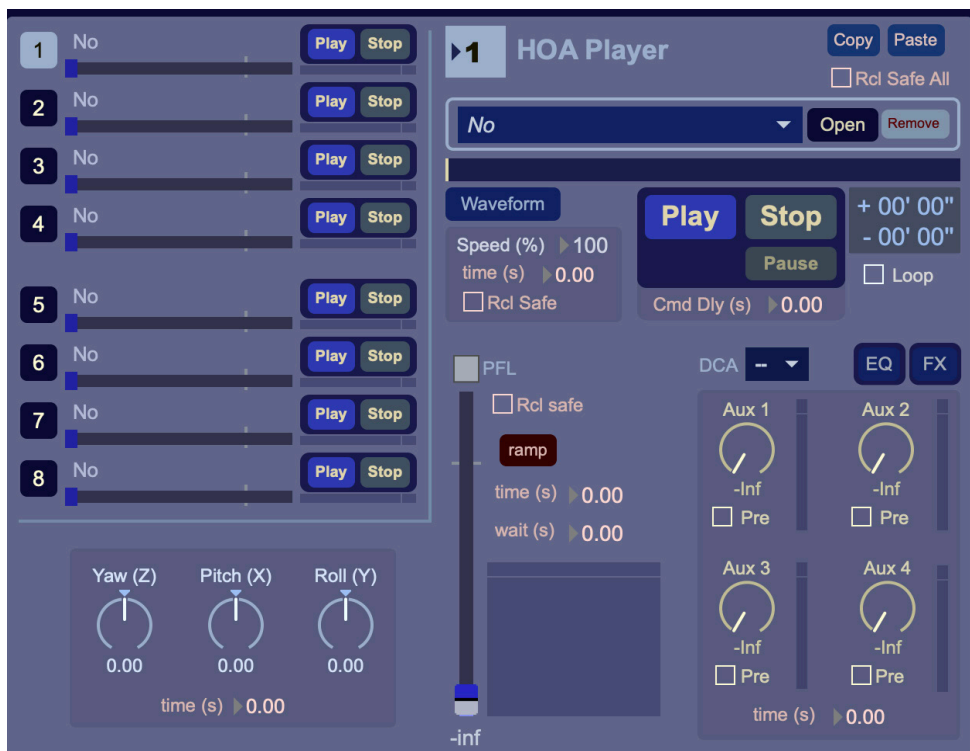 1 No Play Stop
2 No Play Stop
3 No Play Stop
4 No Play Stop
5 No Play Stop
6 No Play Stop
7 No Play Stop
8 No Play Stop
Yaw (Z) Pitch (X) Roll (Y)
0.00 0.00 0.00
time (s) 0.00
1 HOA Player
Copy Paste
Rcl Safe All
No Open Remove
Waveform
Speed (%) 100
time (s) 0.00
Rcl Safe
Play Stop
Pause
Cmd Dly (s) 0.00
+ 00' 00"
- 00' 00"
Loop
PFL
Rcl safe
ramp
time (s) 0.00
wait (s) 0.00
-inf
DCA -- EQ FX
Aux 1 Aux 2
-Inf -Inf
Pre Pre
Aux 3 Aux 4
-Inf -Inf
Pre Pre
time (s) 0.00